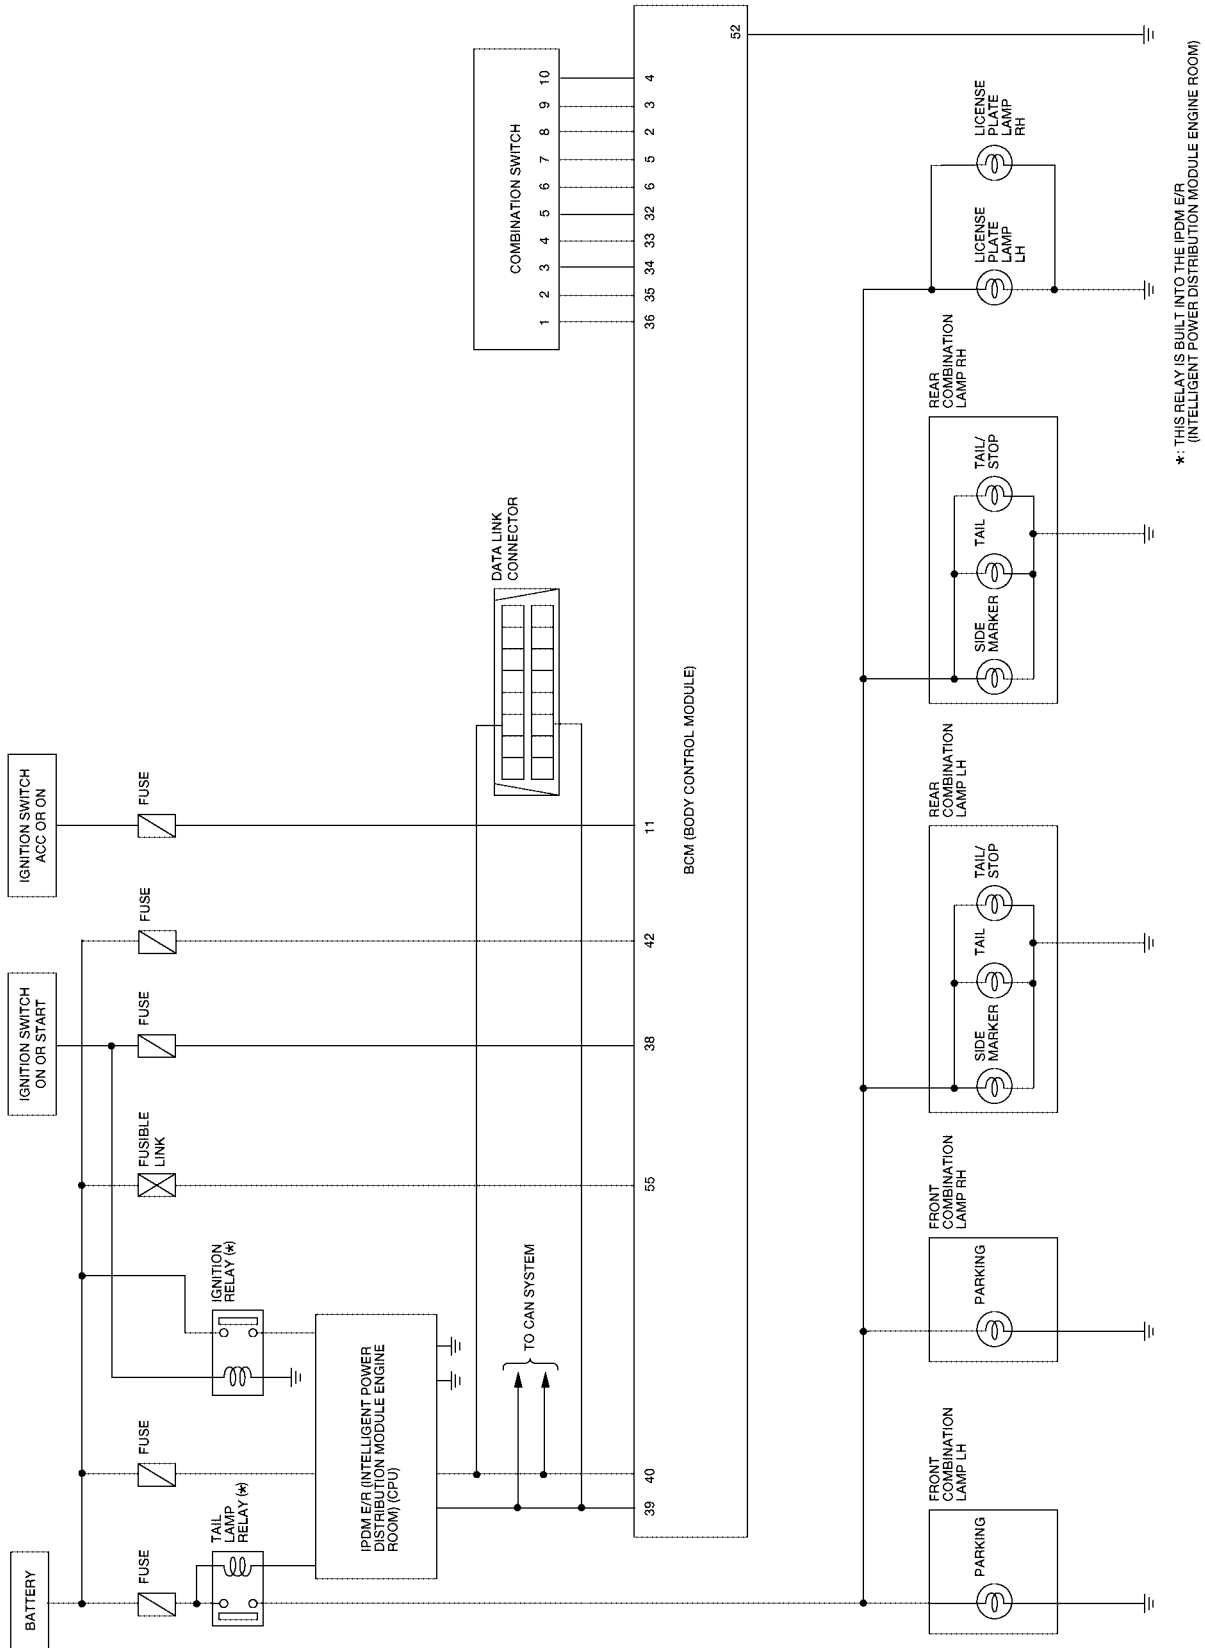 BATTERY
IGNITION SWITCH
ON OR START
IGNITION SWITCH
ACC OR ON
FUSE
FUSE
FUSIBLE
LINK
FUSE
FUSE
FUSE
TAIL
LAMP
RELAY (*)
IGNITION
RELAY (*)
IPDM E/R (INTELLIGENT POWER
DISTRIBUTION MODULE ENGINE
ROOM) (CPU)
TO CAN SYSTEM
DATA LINK
CONNECTOR
COMBINATION SWITCH
1 2 3 4 5 6 7 8 9 10
39 40 55 38 42 11 36 35 34 33 32 6 5 2 3 4
BCM (BODY CONTROL MODULE)
52
FRONT
COMBINATION
LAMP LH
PARKING
FRONT
COMBINATION
LAMP RH
PARKING
REAR
COMBINATION
LAMP LH
SIDE
MARKER
TAIL
TAIL/
STOP
REAR
COMBINATION
LAMP RH
SIDE
MARKER
TAIL
TAIL/
STOP
LICENSE
PLATE
LAMP
LH
LICENSE
PLATE
LAMP
RH
*: THIS RELAY IS BUILT INTO THE IPDM E/R
(INTELLIGENT POWER DISTRIBUTION MODULE ENGINE ROOM)